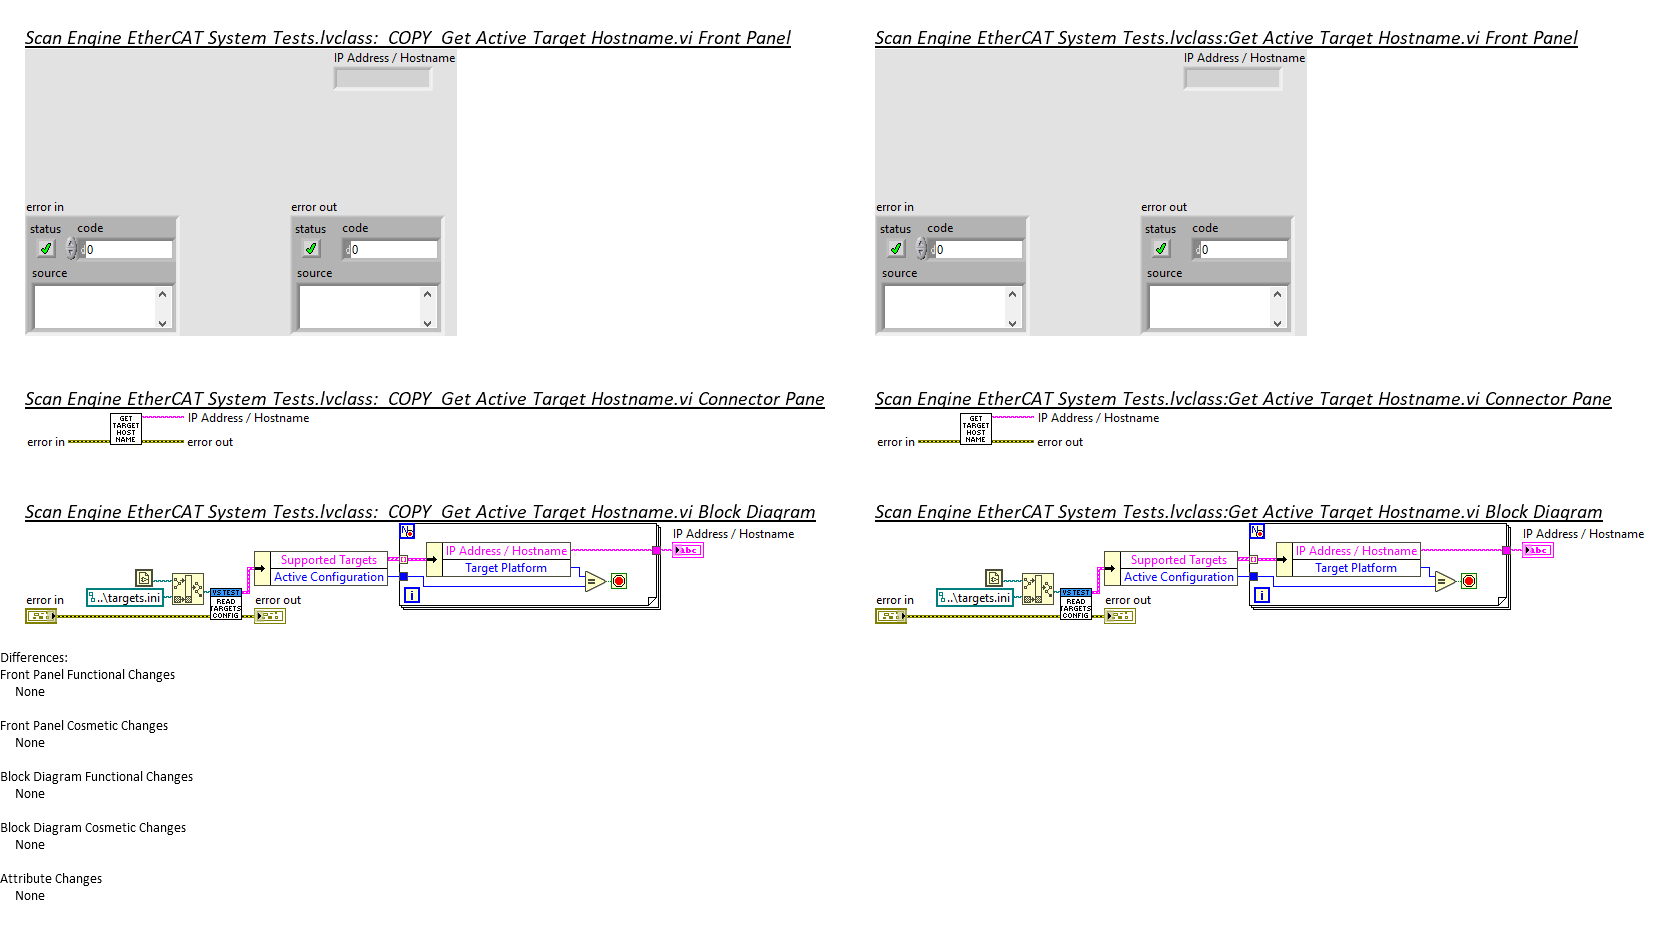 Scan Engine EtherCAT System Tests.lvclass:  COPY  Get Active Target Hostname.vi Front Panel
IP Address / Hostname
error in
error out
status
code
0
status
code
0
source
source
Scan Engine EtherCAT System Tests.lvclass:Get Active Target Hostname.vi Front Panel
IP Address / Hostname
error in
error out
status
code
0
status
code
0
source
source
Scan Engine EtherCAT System Tests.lvclass:  COPY  Get Active Target Hostname.vi Connector Pane
GET
TARGET
HOST
NAME
IP Address / Hostname
error in
error out
Scan Engine EtherCAT System Tests.lvclass:Get Active Target Hostname.vi Connector Pane
GET
TARGET
HOST
NAME
IP Address / Hostname
error in
error out
Scan Engine EtherCAT System Tests.lvclass:  COPY  Get Active Target Hostname.vi Block Diagram
N
IP Address / Hostname
abc
Supported Targets
Active Configuration
IP Address / Hostname
Target Platform
=
i
..\targets.ini
VS TEST
READ
TARGETS
CONFIG
error in
error out
Scan Engine EtherCAT System Tests.lvclass:Get Active Target Hostname.vi Block Diagram
N
IP Address / Hostname
abc
Supported Targets
Active Configuration
IP Address / Hostname
Target Platform
=
i
..\targets.ini
VS TEST
READ
TARGETS
CONFIG
error in
error out
Differences:
Front Panel Functional Changes
None
Front Panel Cosmetic Changes
None
Block Diagram Functional Changes
None
Block Diagram Cosmetic Changes
None
Attribute Changes
None